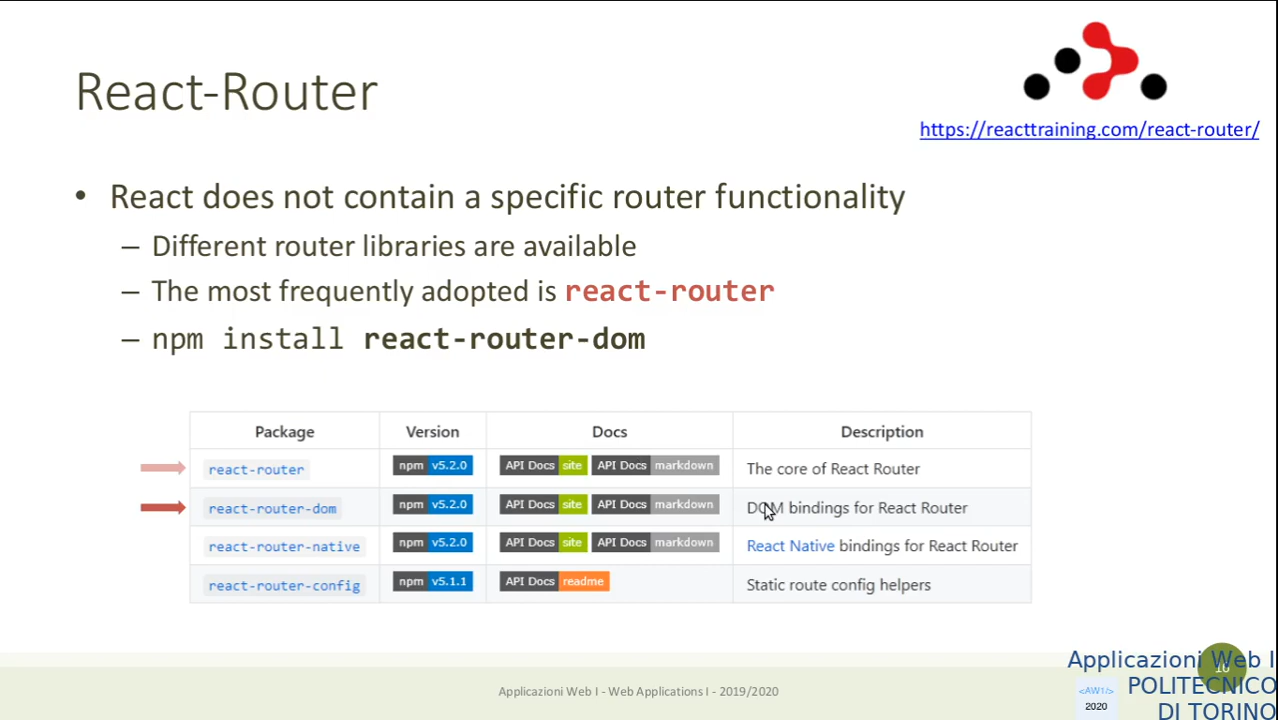 React-Router
https://reacttraining.com/react-router/
• React does not contain a specific router functionality
– Different router libraries are available
– The most frequently adopted is react-router
– npm install react-router-dom
Package Version Docs Description
react-router npm v5.2.0 API Docs site API Docs markdown The core of React Router
react-router-dom npm v5.2.0 API Docs site API Docs markdown DOM bindings for React Router
react-router-native npm v5.2.0 API Docs site API Docs markdown React Native bindings for React Router
react-router-config npm v5.1.1 API Docs readme Static route config helpers
Applicazioni Web I - Web Applications I - 2019/2020
Applicazioni Web I
POLITECNICO
DI TORINO
<AW1/>
2020